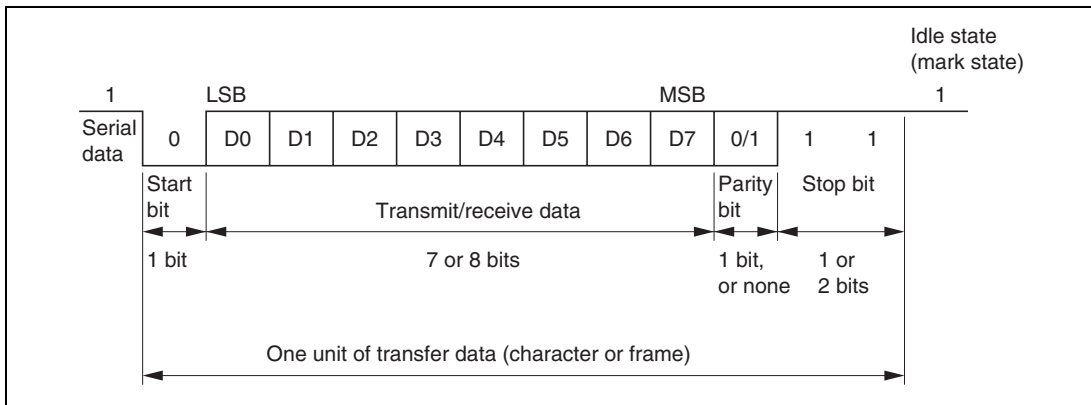 Idle state
(mark state)
1 LSB MSB 1
Serial
data
0 D0 D1 D2 D3 D4 D5 D6 D7 0/1 1 1
Start
bit
Transmit/receive data
Parity
bit
Stop bit
1 bit
7 or 8 bits
1 bit,
or none
1 or
2 bits
One unit of transfer data (character or frame)